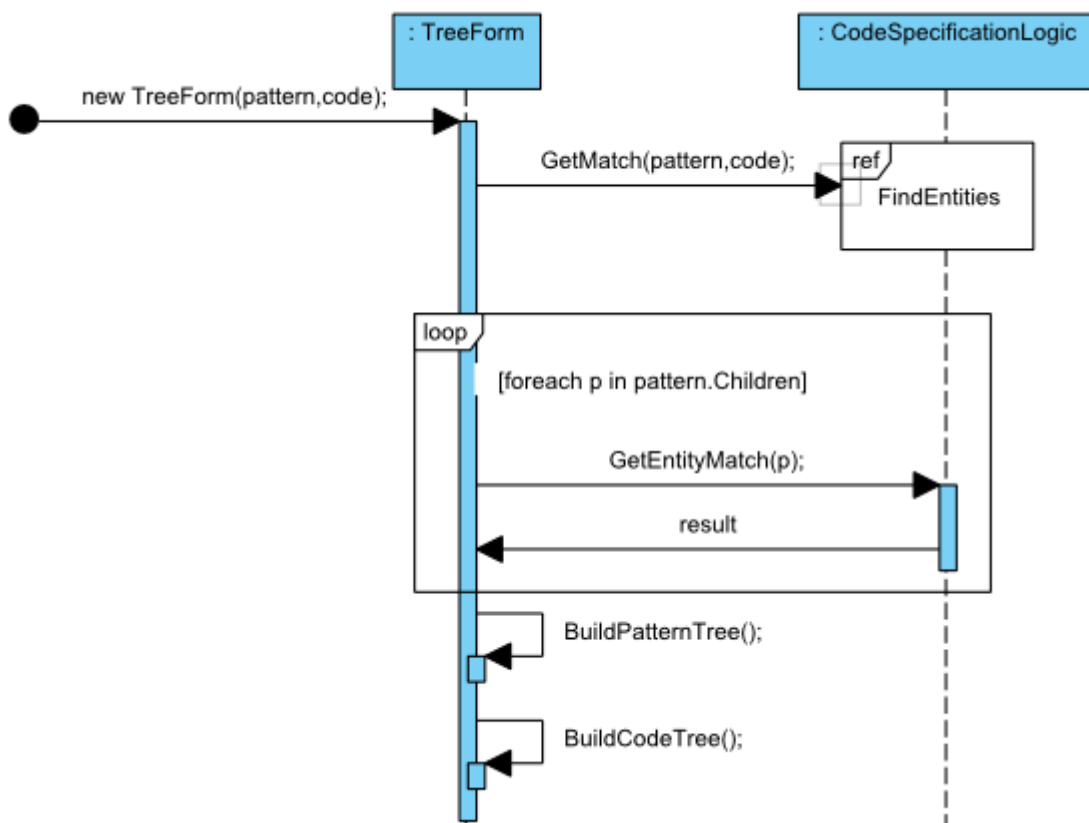 : TreeForm
: CodeSpecificationLogic
new TreeForm(pattern,code);
GetMatch(pattern,code);
ref
FindEntities
loop
[foreach p in pattern.Children]
GetEntityMatch(p);
result
BuildPatternTree();
BuildCodeTree();